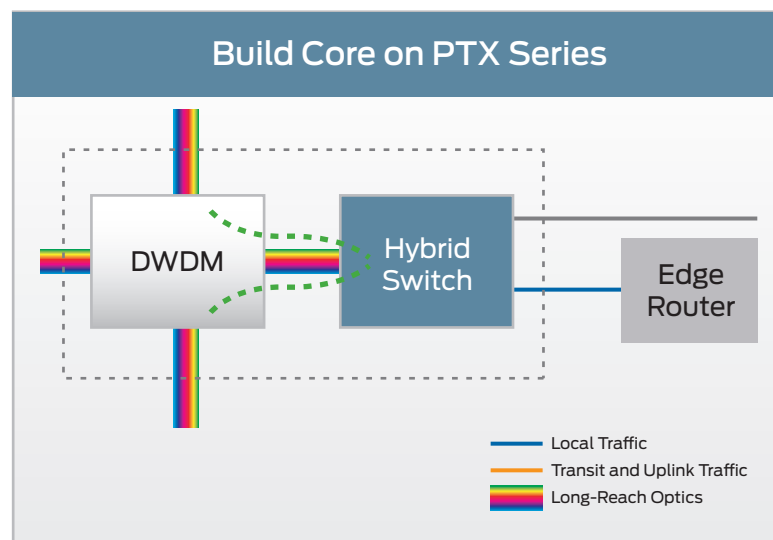 Build Core on PTX Series
DWDM
Hybrid
Switch
Edge
Router
Local Traffic
Transit and Uplink Traffic
Long-Reach Optics